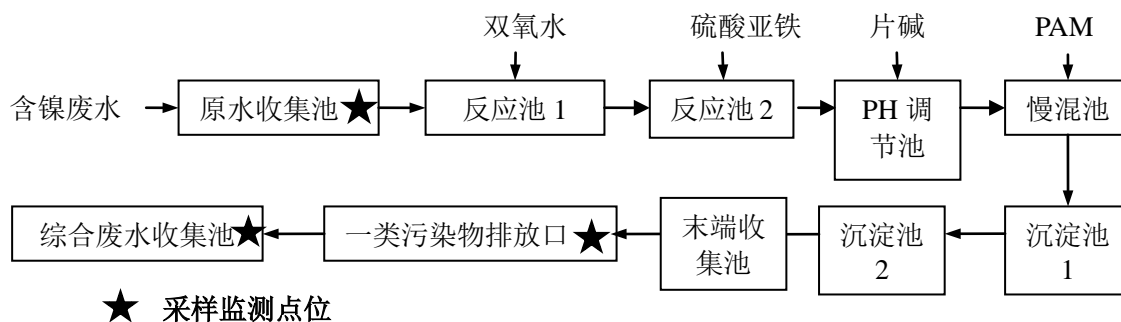 双氧水
硫酸亚铁
片碱
PAM
含镍废水
原水收集池
反应池 1
反应池 2
PH 调
节池
慢混池
综合废水收集池
一类污染物排放口
末端收
集池
沉淀池
2
沉淀池
1
采样监测点位